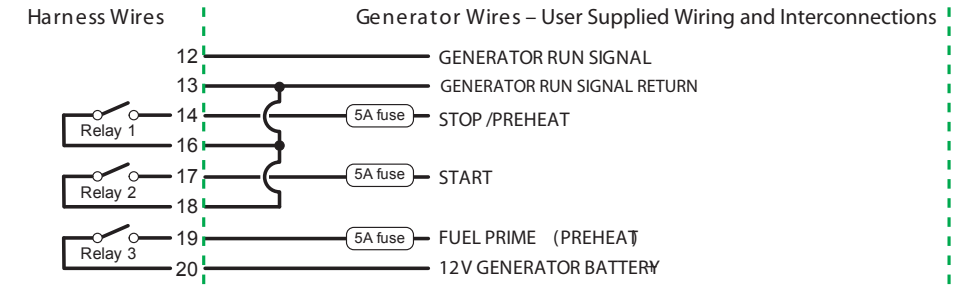 Harness Wires
Generator Wires – User Supplied Wiring and Interconnections
12 GENERATOR RUN SIGNAL
13 GENERATOR RUN SIGNAL RETURN
14 5A fuse STOP /PREHEAT
Relay 1
16
17 5A fuse START
Relay 2
18
19 5A fuse FUEL PRIME (PREHEAT)
Relay 3
20 12V GENERATOR BATTERY+